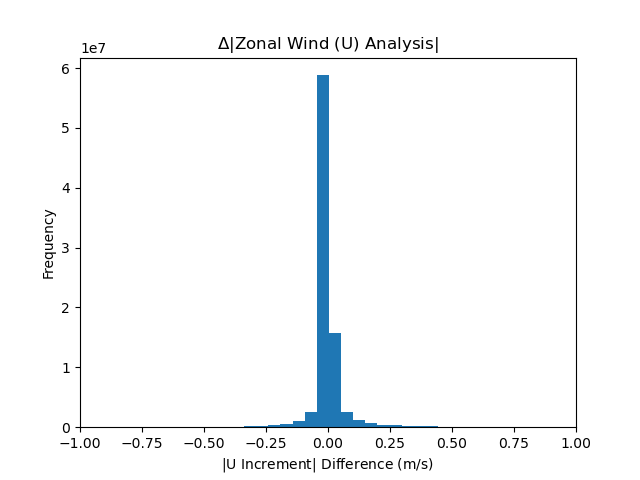 Δ|Zonal Wind (U) Analysis|
1e7
6
5
4
3
2
1
0
Frequency
−1.00 −0.75 −0.50 −0.25 0.00 0.25 0.50 0.75 1.00
|U Increment| Difference (m/s)